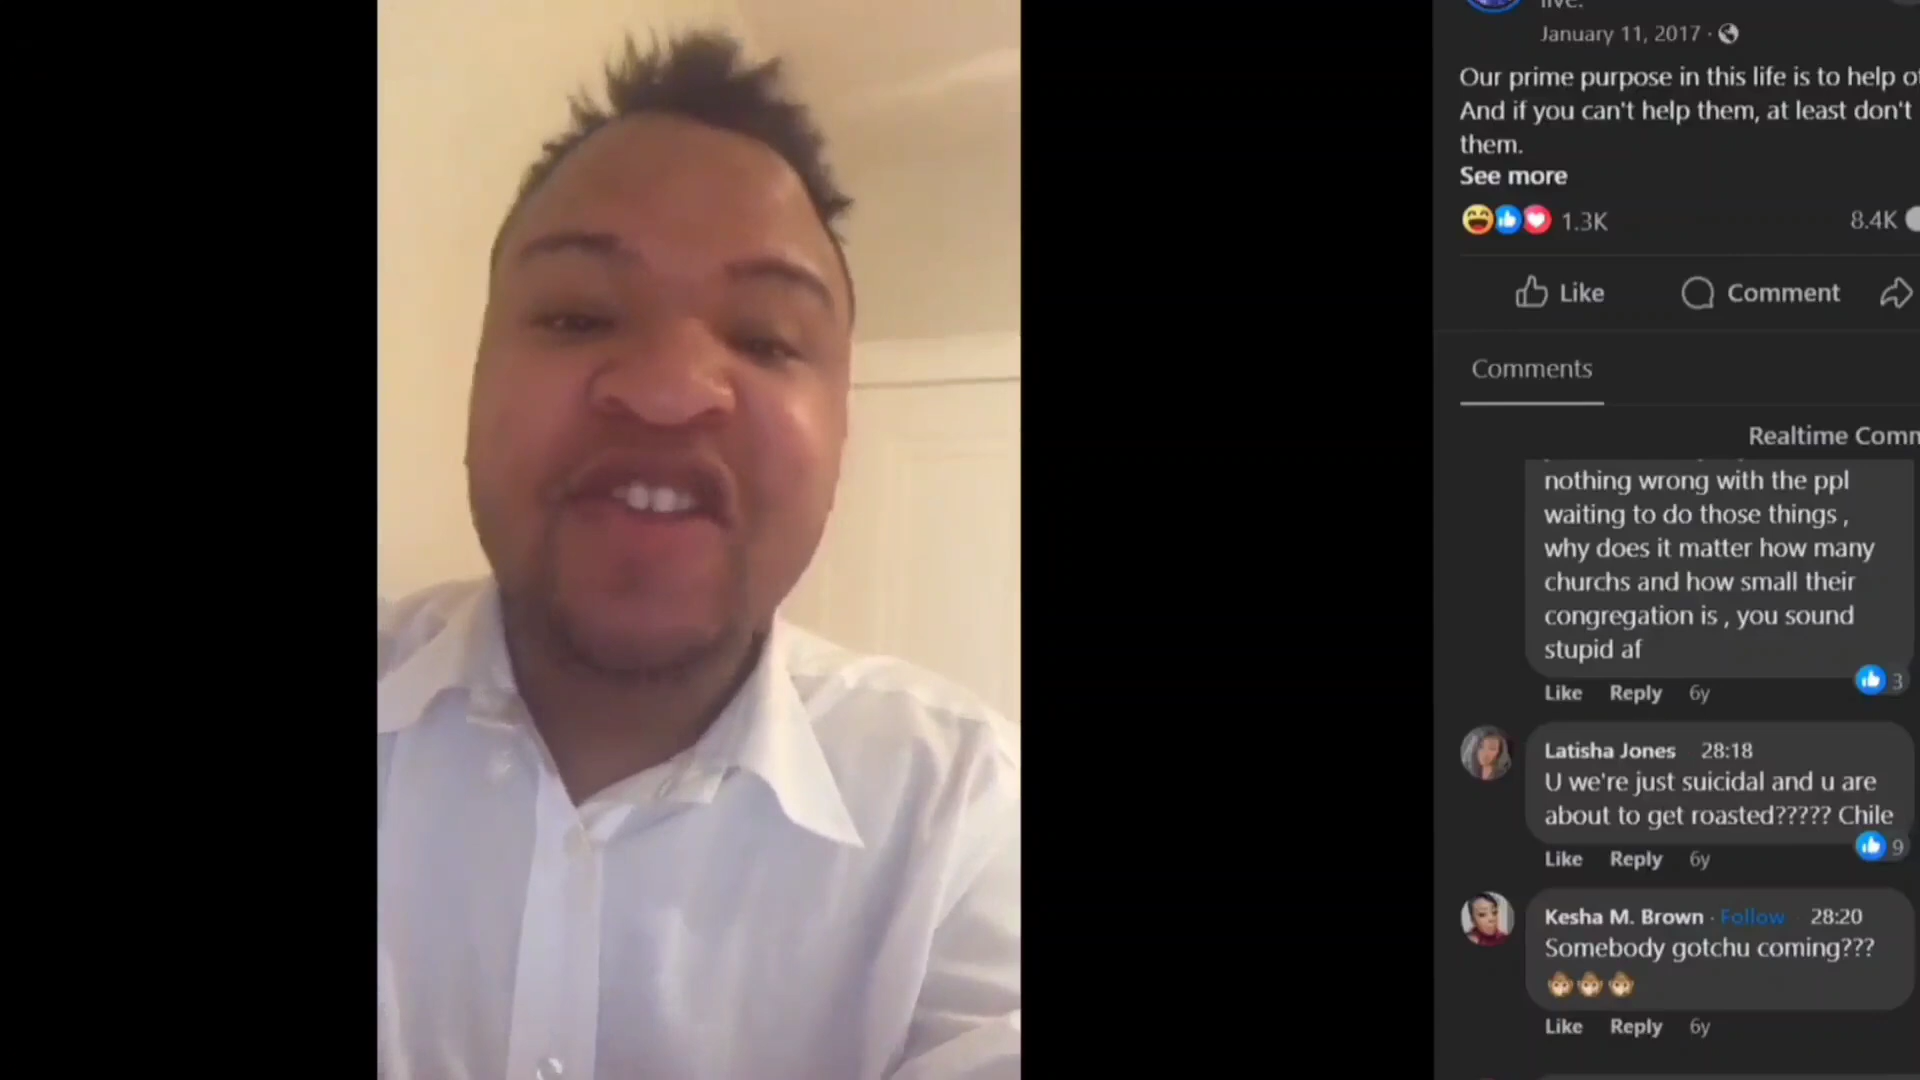 live.
January 11, 2017 ·
Our prime purpose in this life is to help
And if you can't help them, at least don't
them.
See more
1.3K
8.4K
Like
Comment
Comments
Realtime
nothing wrong with the ppl
waiting to do those things ,
why does it matter how many
churchs and how small their
congregation is , you sound
stupid af
Like Reply 6y
3
Latisha Jones 28:18
U we're just suicidal and u are
about to get roasted????? Chile
Like Reply 6y
9
Kesha M. Brown · Follow 28:20
Somebody gotchu coming???
Like Reply 6y